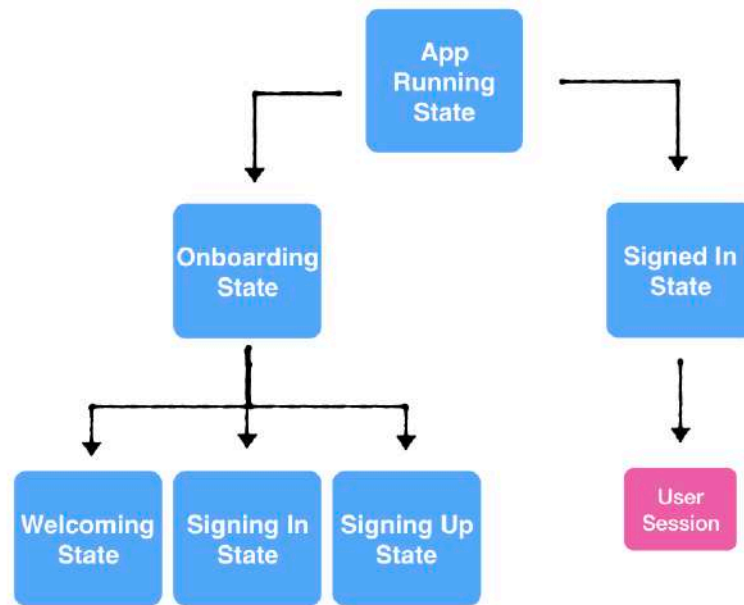 App
Running
State
Onboarding
State
Signed In
State
Welcoming
State
Signing In
State
Signing Up
State
User
Session